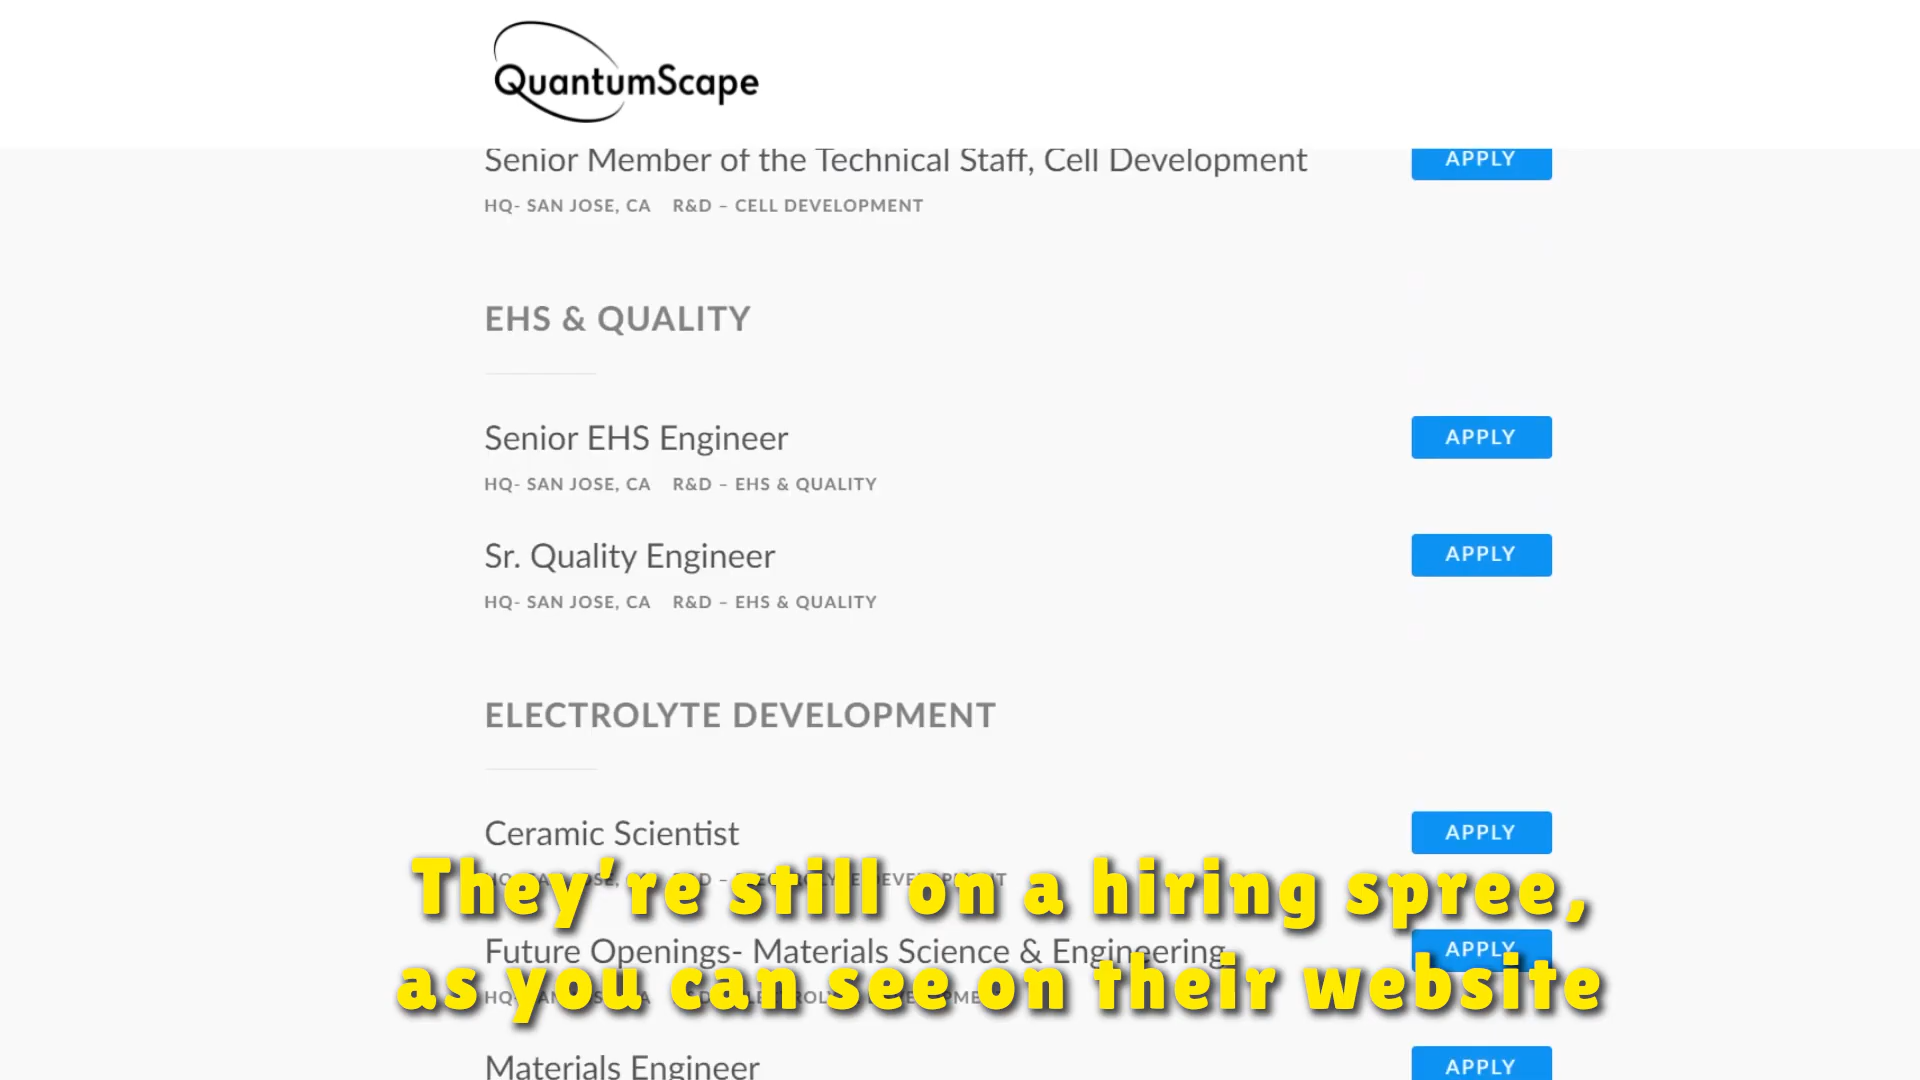 QuantumScape
Senior Member of the Technical Staff, Cell Development
APPLY
HQ- SAN JOSE, CA R&D – CELL DEVELOPMENT
EHS & QUALITY
Senior EHS Engineer
APPLY
HQ- SAN JOSE, CA R&D – EHS & QUALITY
Sr. Quality Engineer
APPLY
HQ- SAN JOSE, CA R&D – EHS & QUALITY
ELECTROLYTE DEVELOPMENT
Ceramic Scientist
APPLY
They're still on a hiring spree,
Future Openings- Materials Science & Engineering
APPLY
as you can see on their website
Materials Engineer
APPLY